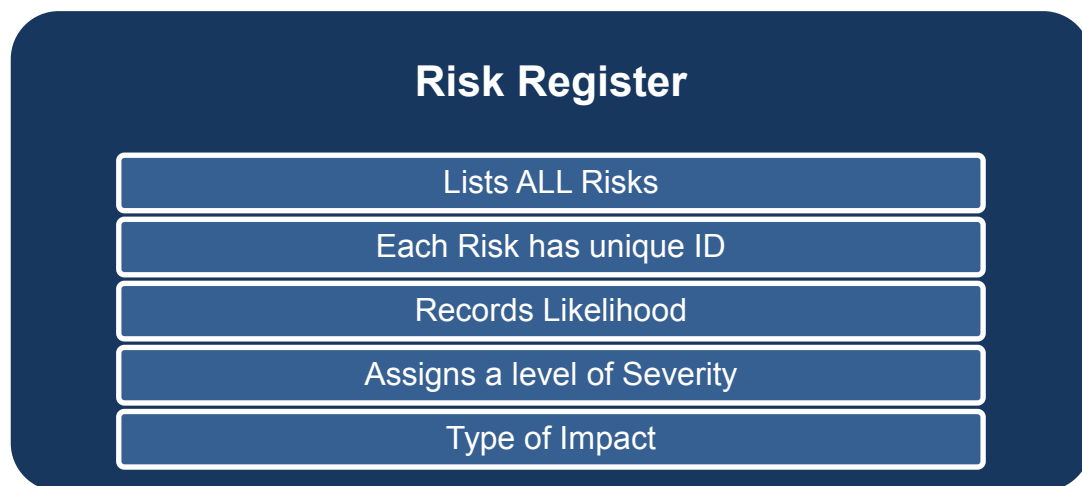 Risk Register
Lists ALL Risks
Each Risk has unique ID
Records Likelihood
Assigns a level of Severity
Type of Impact